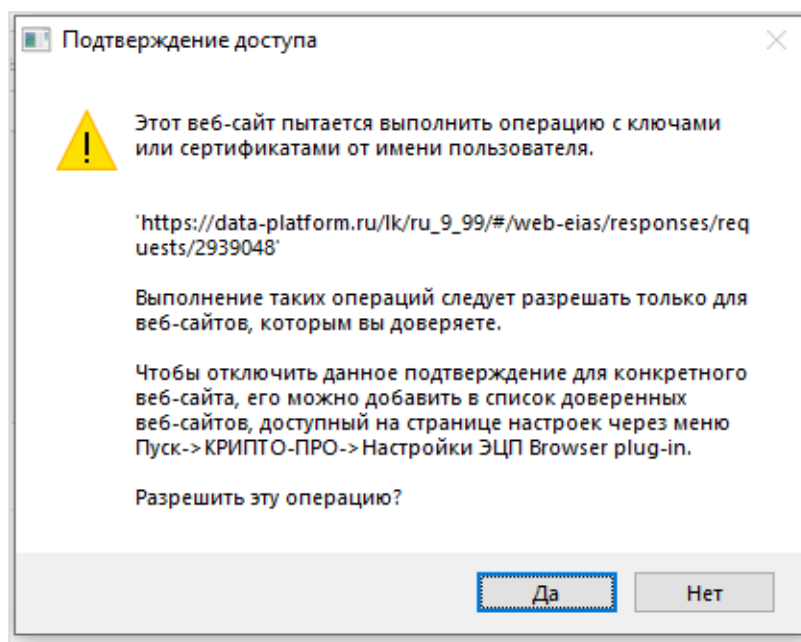 Подтверждение доступа
Этот веб-сайт пытается выполнить операцию с ключами
или сертификатами от имени пользователя.
'https://data-platform.ru/lk/ru_9_99/#/web-eias/responses/req
uests/2939048'
Выполнение таких операций следует разрешать только для
веб-сайтов, которым вы доверяете.
Чтобы отключить данное подтверждение для конкретного
веб-сайта, его можно добавить в список доверенных
веб-сайтов, доступный на странице настроек через меню
Пуск->КРИПТО-ПРО->Настройки ЭЦП Browser plug-in.
Разрешить эту операцию?
Да
Нет